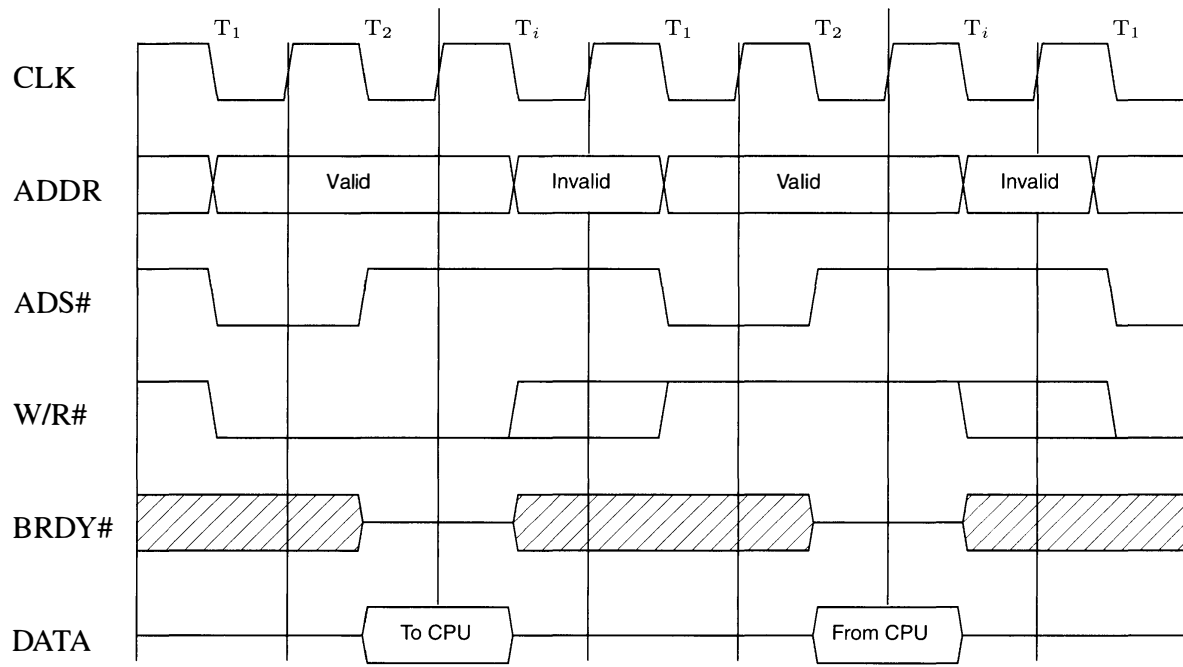 T₁ T₂ Tᵢ T₁ T₂ Tᵢ T₁
CLK
ADDR Valid Invalid Valid Invalid
ADS#
W/R#
BRDY#
DATA To CPU From CPU